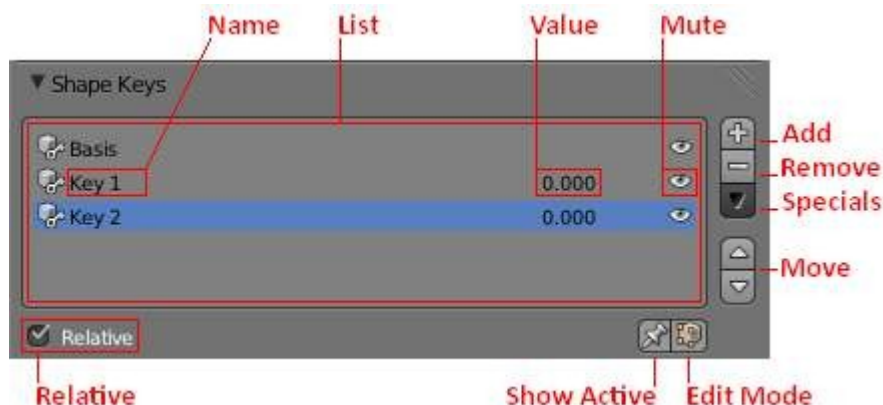 Name List Value Mute
Shape Keys
Basis
Add
Key 1 0.000
Remove
Key 2 0.000
Specials
Move
Relative
Relative Show Active Edit Mode